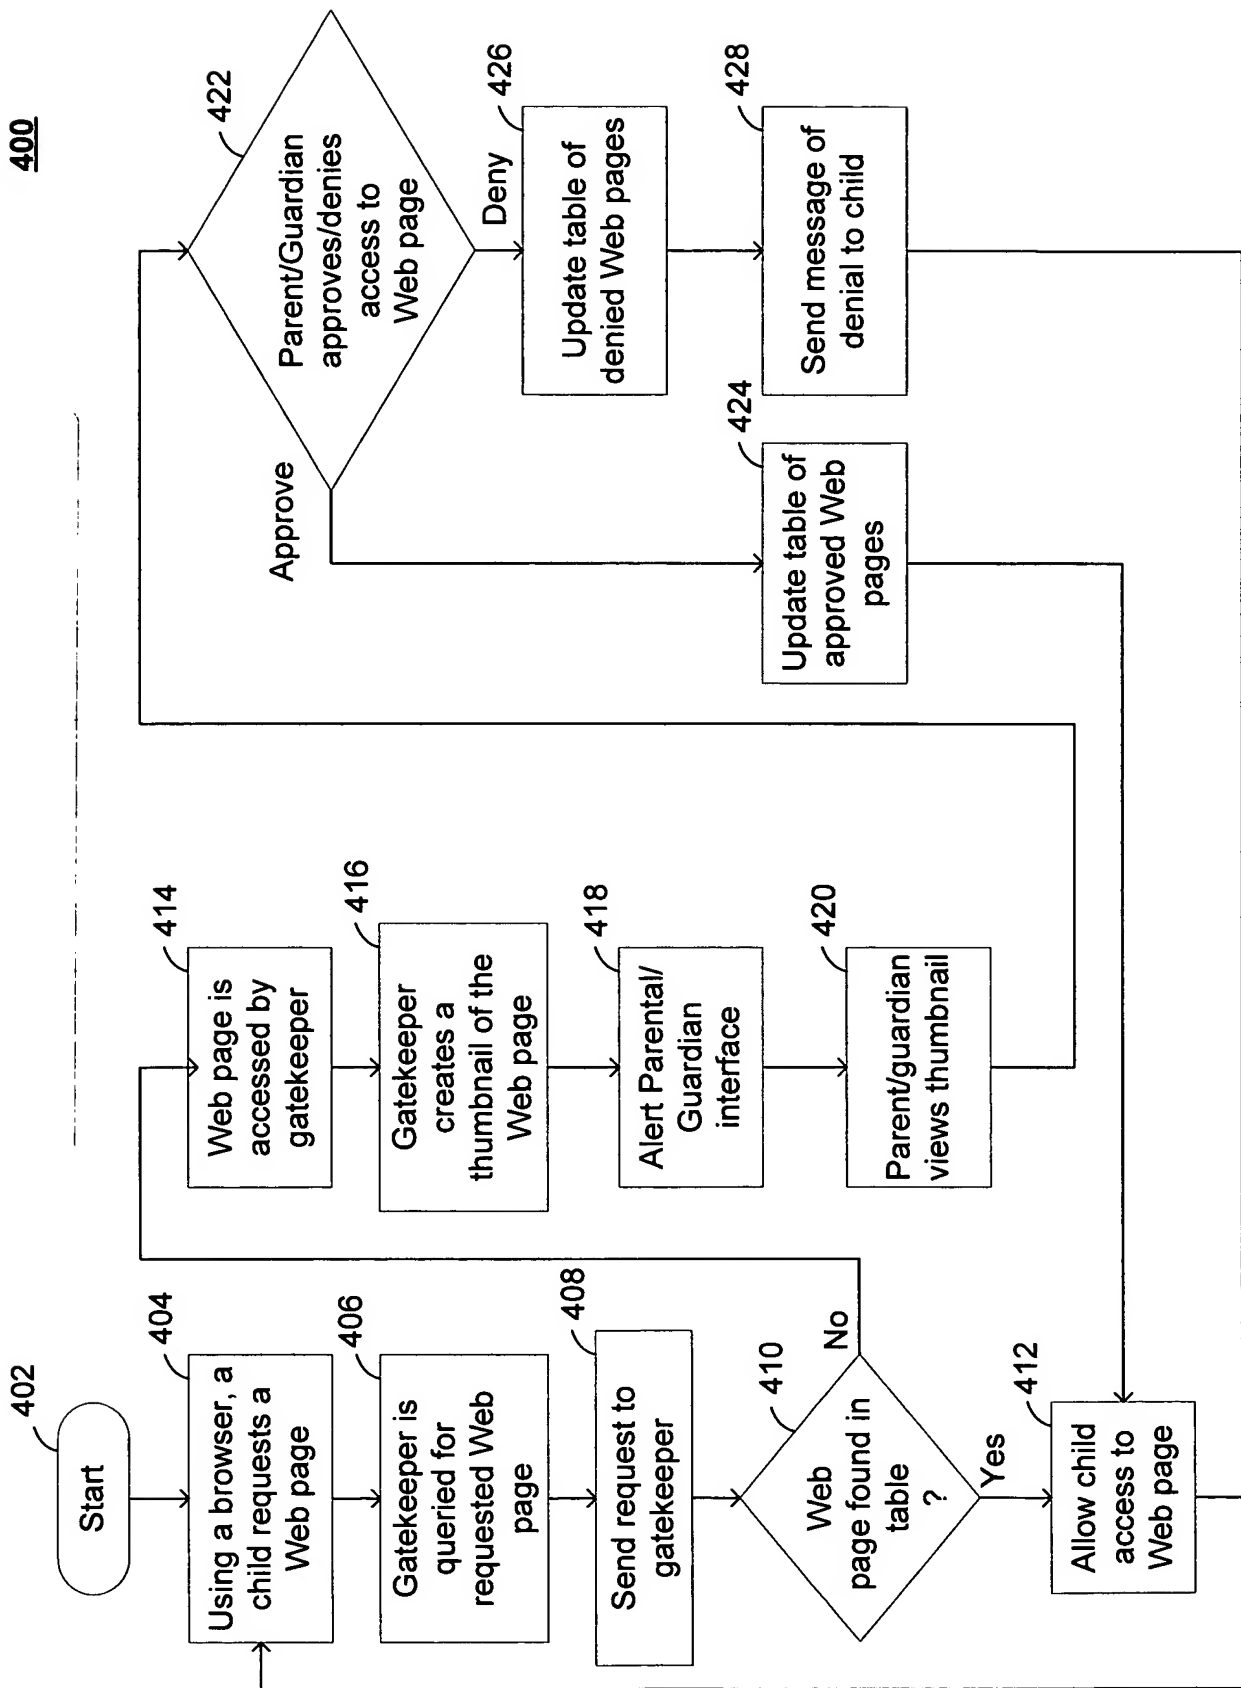 400
402
Start
404
Using a browser, a
child requests a
Web page
406
Gatekeeper is
queried for
requested Web
page
408
Send request to
gatekeeper
410
Web
page found in
table
?
No
Yes
412
Allow child
access to
Web page
414
Web page is
accessed by
gatekeeper
416
Gatekeeper
creates a
thumbnail of the
Web page
418
Alert Parental/
Guardian
interface
420
Parent/guardian
views thumbnail
422
Parent/Guardian
approves/denies
access to
Web page
Approve
Deny
424
Update table of
approved Web
pages
426
Update table of
denied Web pages
428
Send message of
denial to child